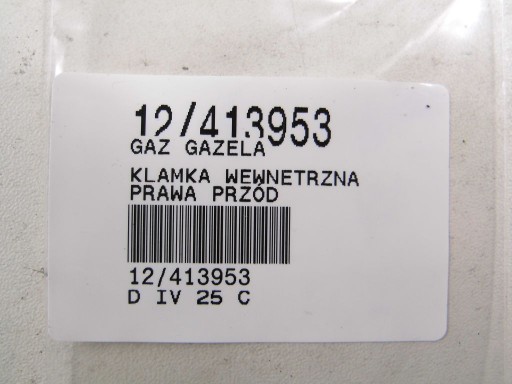 12/413953
GAZ GAZELA
KLAMKA WEWNETRZNA
PRAWA PRZÓD
12/413953
D IV 25 C